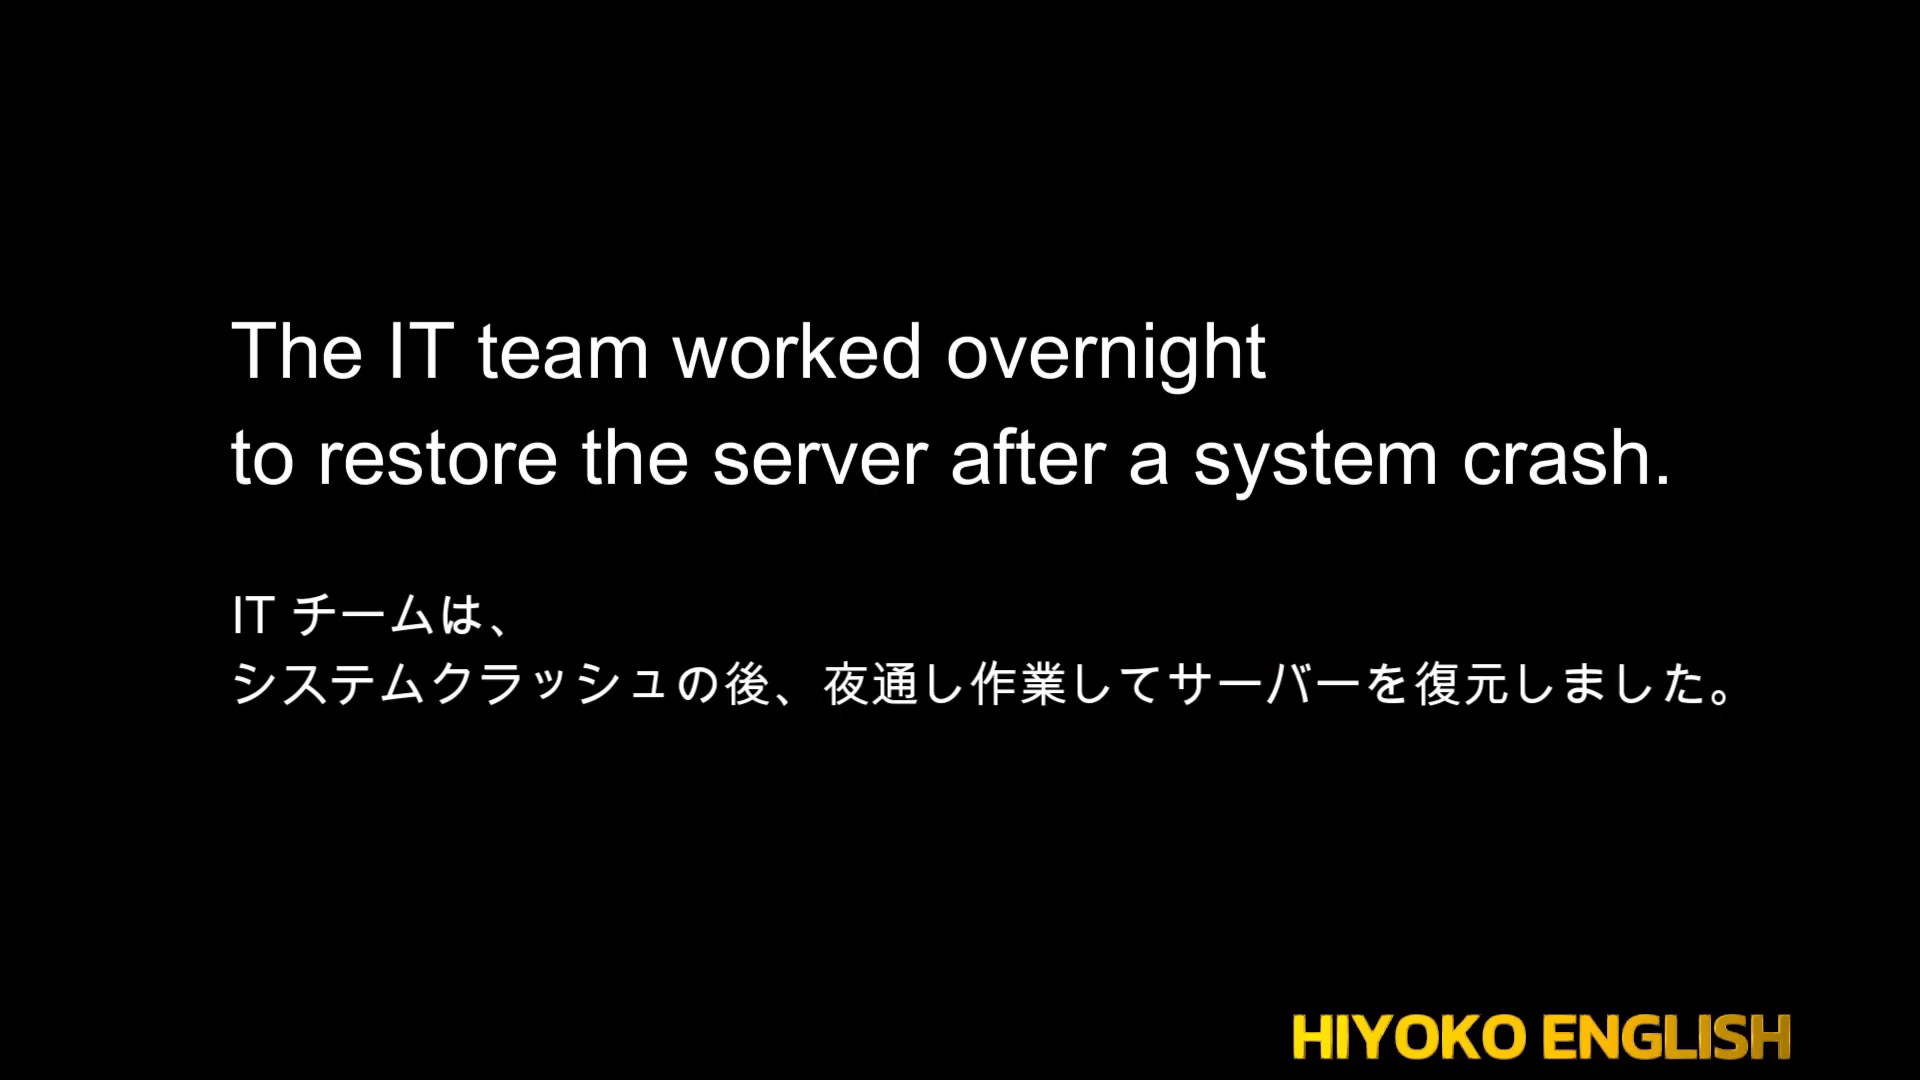 The IT team worked overnight
to restore the server after a system crash.
IT チームは、
システムクラッシュの後、夜通し作業してサーバーを復元しました。
HIYOKO ENGLISH